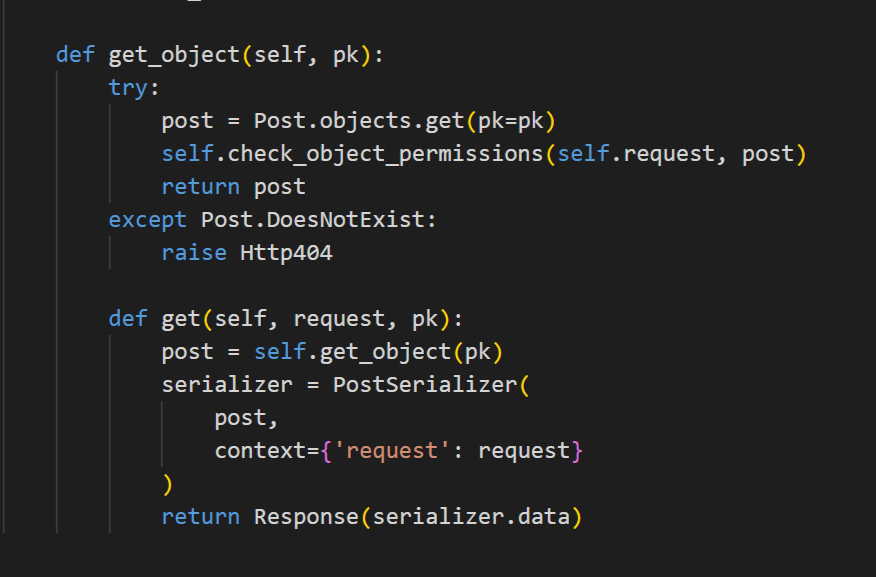 def get_object(self, pk):
    try:
        post = Post.objects.get(pk=pk)
        self.check_object_permissions(self.request, post)
        return post
    except Post.DoesNotExist:
        raise Http404

    def get(self, request, pk):
        post = self.get_object(pk)
        serializer = PostSerializer(
            post,
            context={'request': request}
        )
        return Response(serializer.data)